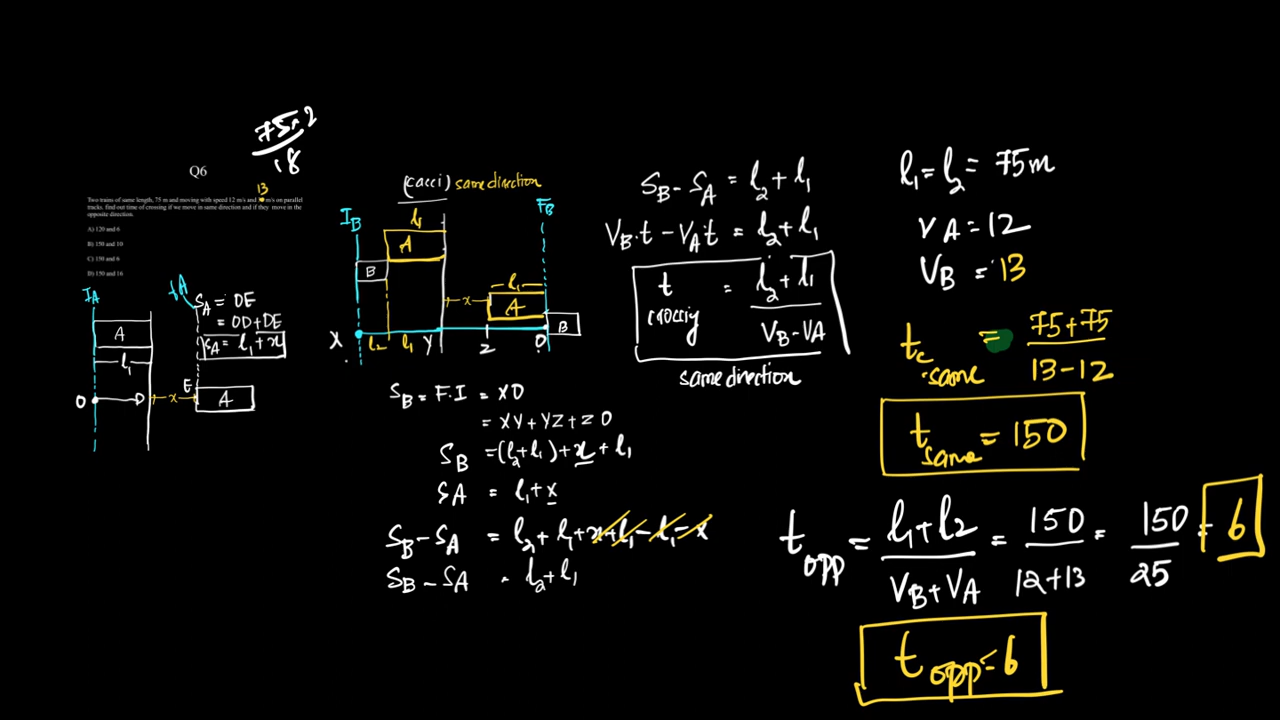 75×2
18
Q6
13
Two trains of same length, 75 m and moving with speed 12 m/s and m/s on parallel
tracks. find out time of crossing if we move in same direction and if they move in the
opposite direction.
A) 120 and 6
B) 150 and 10
C) 150 and 6
D) 150 and 16
IA
A
l1
O
D
x
fA
SA = DE
= OD+DE
SA = l1+x
E
A
same direction
IB
FB
l1
A
B
x
l1
A
B
X
l2
l1
Y
Z
O
SB = F.I = XO
= XY+YZ+ZO
SB = (l2+l1)+x+l1
SA = l1+x
SB-SA = l2+l1+x+l1-l1-x
SB-SA = l2+l1
SB-SA = l2+l1
VB.t-VAt = l2+l1
t = l2+l1
VB-VA
same direction
l1=l2= 75m
VA=12
VB =13
tc same = 75+75
13-12
tsame=150
topp = l1+l2 = 150 = 150 = 6
VB+VA 12+13 25
topp=6